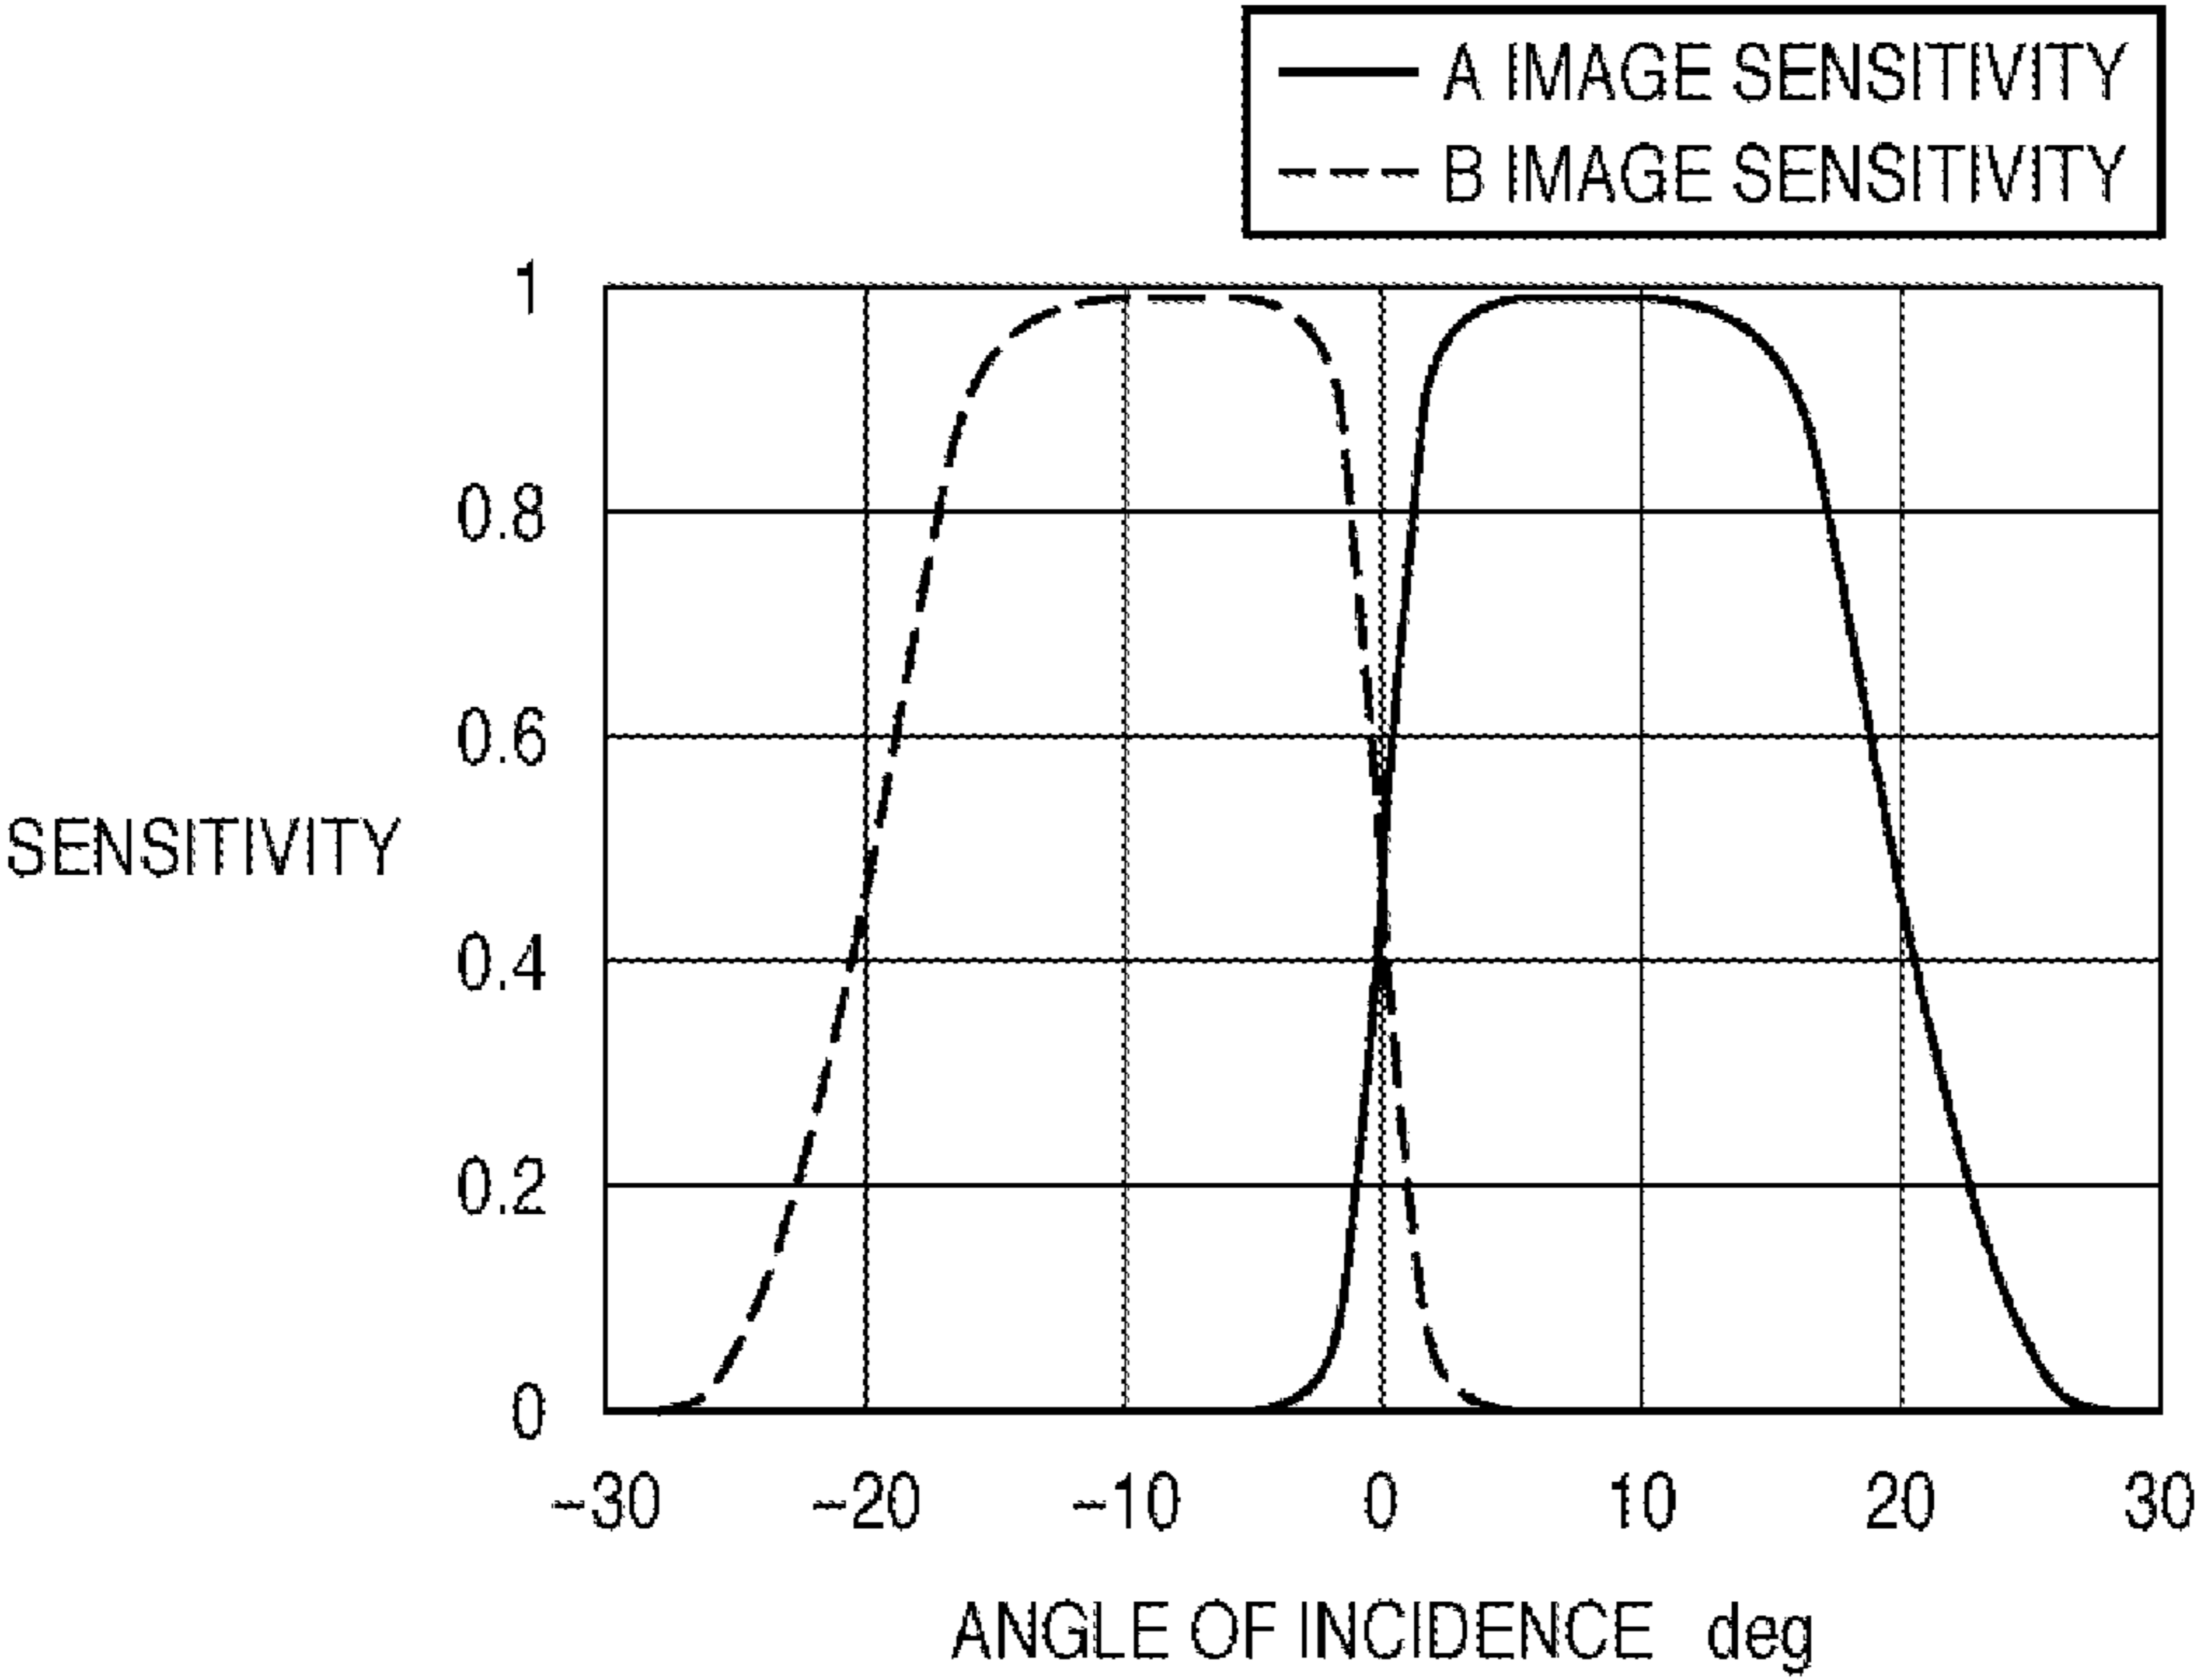 A IMAGE SENSITIVITY
B IMAGE SENSITIVITY
1
0.8
0.6
SENSITIVITY
0.4
0.2
0
-30 -20 -10 0 10 20 30
ANGLE OF INCIDENCE deg